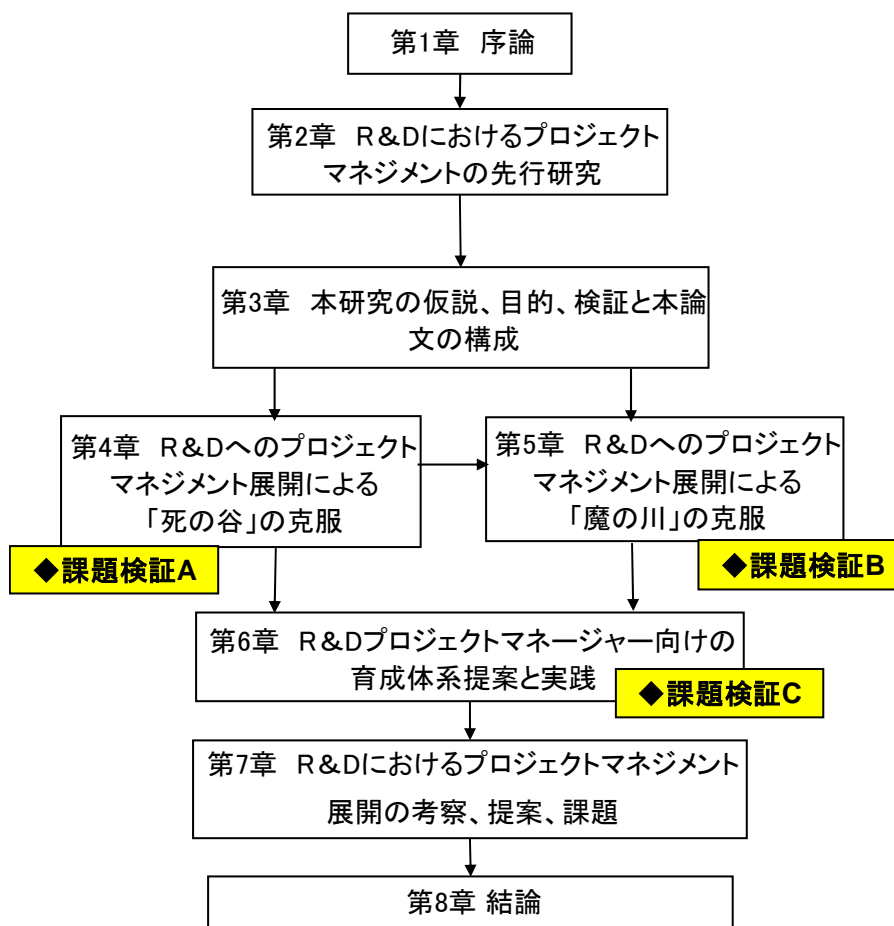 第1章　序論
第2章　R&Dにおけるプロジェクト
マネジメントの先行研究
第3章　本研究の仮説、目的、検証と本論
文の構成
第4章　R&Dへのプロジェクト
マネジメント展開による
「死の谷」の克服
◆課題検証A
第5章　R&Dへのプロジェクト
マネジメント展開による
「魔の川」の克服
◆課題検証B
第6章　R&Dプロジェクトマネージャー向けの
育成体系提案と実践
◆課題検証C
第7章　R&Dにおけるプロジェクトマネジメント
展開の考察、提案、課題
第8章 結論